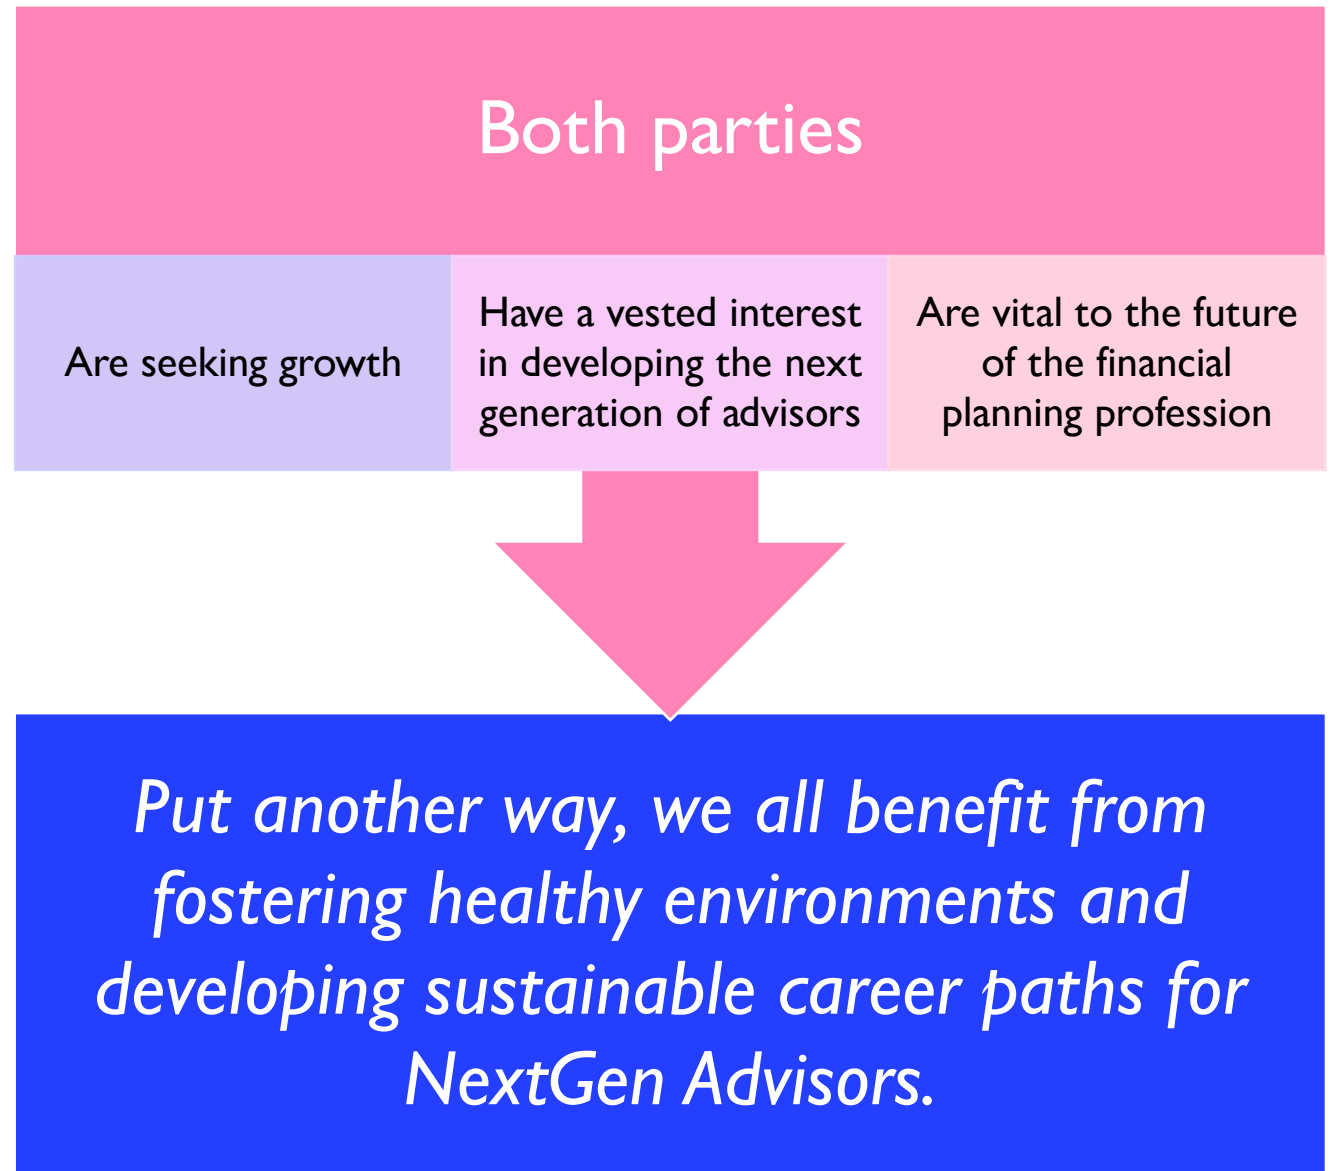 Both parties
Are seeking growth
Have a vested interest
in developing the next
generation of advisors
Are vital to the future
of the financial
planning profession
Put another way, we all benefit from
fostering healthy environments and
developing sustainable career paths for
NextGen Advisors.